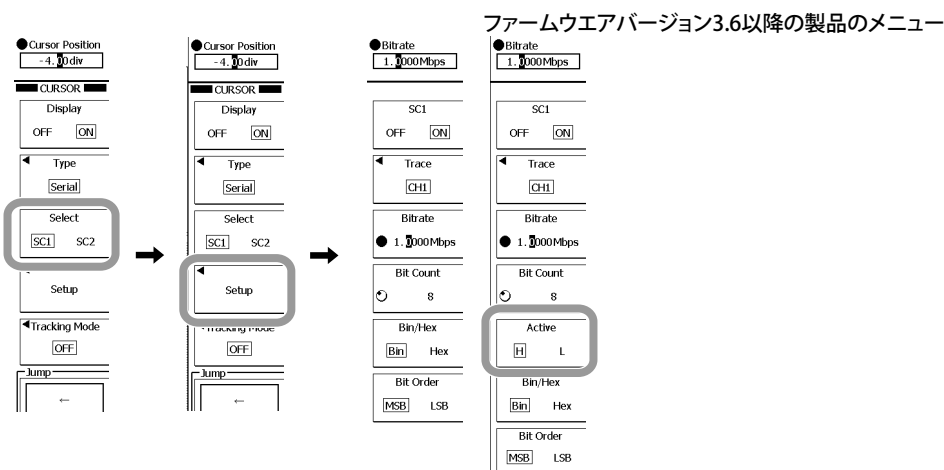 ファームウエアバージョン3.6以降の製品のメニュー
Cursor Position
-4.00div
CURSOR
Display
OFF ON
Type
Serial
Select
SC1 SC2
Setup
Tracking Mode
OFF
Jump
←
Cursor Position
-4.00div
CURSOR
Display
OFF ON
Type
Serial
Select
SC1 SC2
Setup
Tracking Mode
OFF
Jump
←
Bitrate
1.0000Mbps
SC1
OFF ON
Trace
CH1
Bitrate
1.0000Mbps
Bit Count
8
Bin/Hex
Bin Hex
Bit Order
MSB LSB
Bitrate
1.0000Mbps
SC1
OFF ON
Trace
CH1
Bitrate
1.0000Mbps
Bit Count
8
Active
H L
Bin/Hex
Bin Hex
Bit Order
MSB LSB